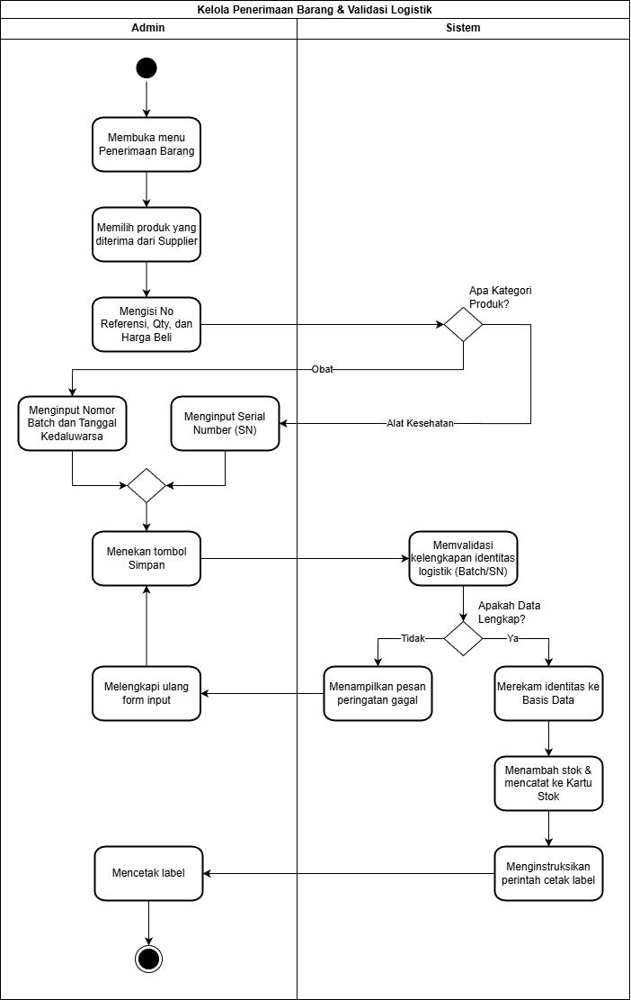 Kelola Penerimaan Barang & Validasi Logistik
Admin
Sistem
Membuka menu
Penerimaan Barang
Memilih produk yang
diterima dari Supplier
Mengisi No
Referensi, Qty, dan
Harga Beli
Apa Kategori
Produk?
Obat
Alat Kesehatan
Menginput Nomor
Batch dan Tanggal
Kedaluwarsa
Menginput Serial
Number (SN)
Menekan tombol
Simpan
Memvalidasi
kelengkapan identitas
logistik (Batch/SN)
Apakah Data
Lengkap?
Tidak
Ya
Melengkapi ulang
form input
Menampilkan pesan
peringatan gagal
Merekam identitas ke
Basis Data
Menambah stok &
mencatat ke Kartu
Stok
Mencetak label
Menginstruksikan
perintah cetak label